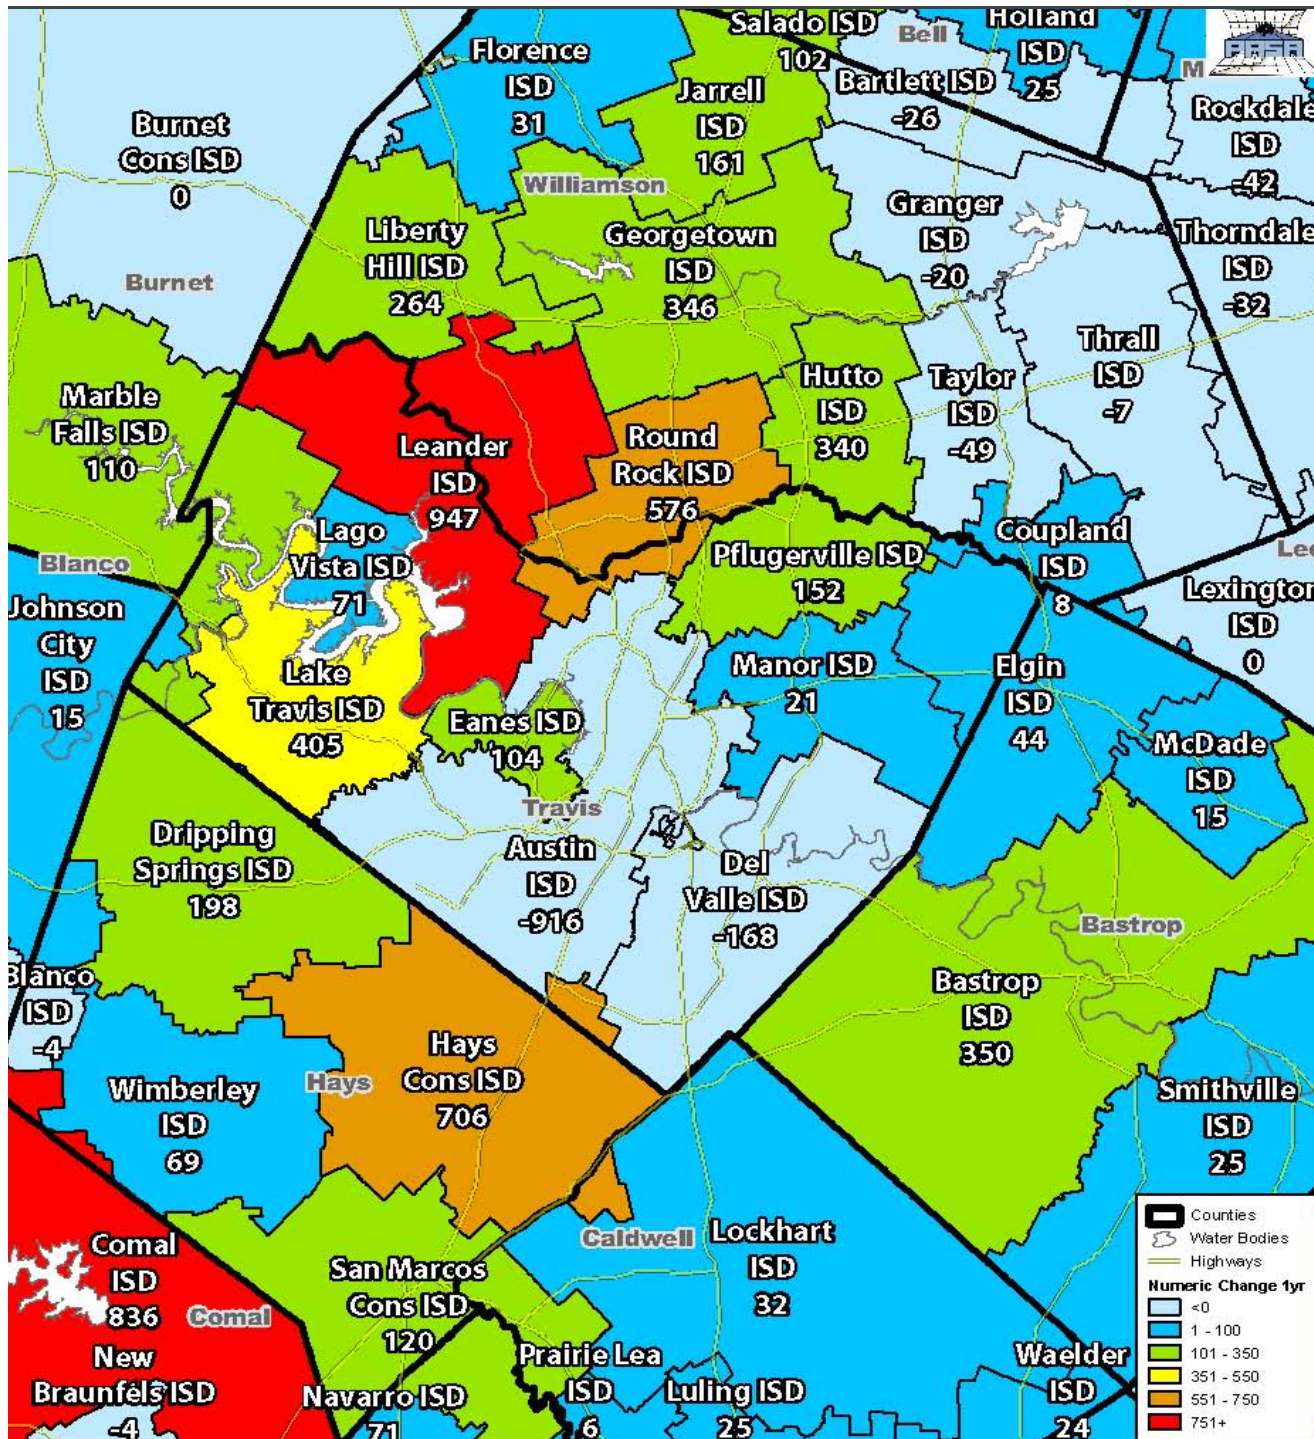 Salado ISD
102
Bell
Holland
ISD
25
AASA
M
Florence
ISD
31
Jarrell
ISD
161
Bartlett ISD
-26
Rockdale
ISD
-42
Burnet
Cons ISD
0
Williamson
Granger
ISD
-20
Thorndale
ISD
-32
Liberty
Hill ISD
264
Georgetown
ISD
346
Burnet
Thrall
ISD
-7
Marble
Falls ISD
110
Hutto
ISD
340
Taylor
ISD
-49
Leander
ISD
947
Round
Rock ISD
576
Lago
Vista ISD
71
Pflugerville ISD
152
Coupland
ISD
8
Lee
Blanco
Johnson
City
ISD
15
Lexington
ISD
0
Lake
Travis ISD
405
Eanes ISD
104
Manor ISD
21
Elgin
ISD
44
McDade
ISD
15
Travis
Dripping
Springs ISD
198
Austin
ISD
-916
Del
Valle ISD
-168
Bastrop
Blanco
ISD
-4
Bastrop
ISD
350
Hays
Cons ISD
706
Wimberley
ISD
69
Hays
Smithville
ISD
25
Comal
ISD
836
Comal
San Marcos
Cons ISD
120
Caldwell
Lockhart
ISD
32
New
Braunfels ISD
-4
Navarro ISD
71
Prairie Lea
ISD
6
Luling ISD
25
Waelder
ISD
24
Counties
Water Bodies
Highways
Numeric Change 1yr
<0
1 - 100
101 - 350
351 - 550
551 - 750
751+